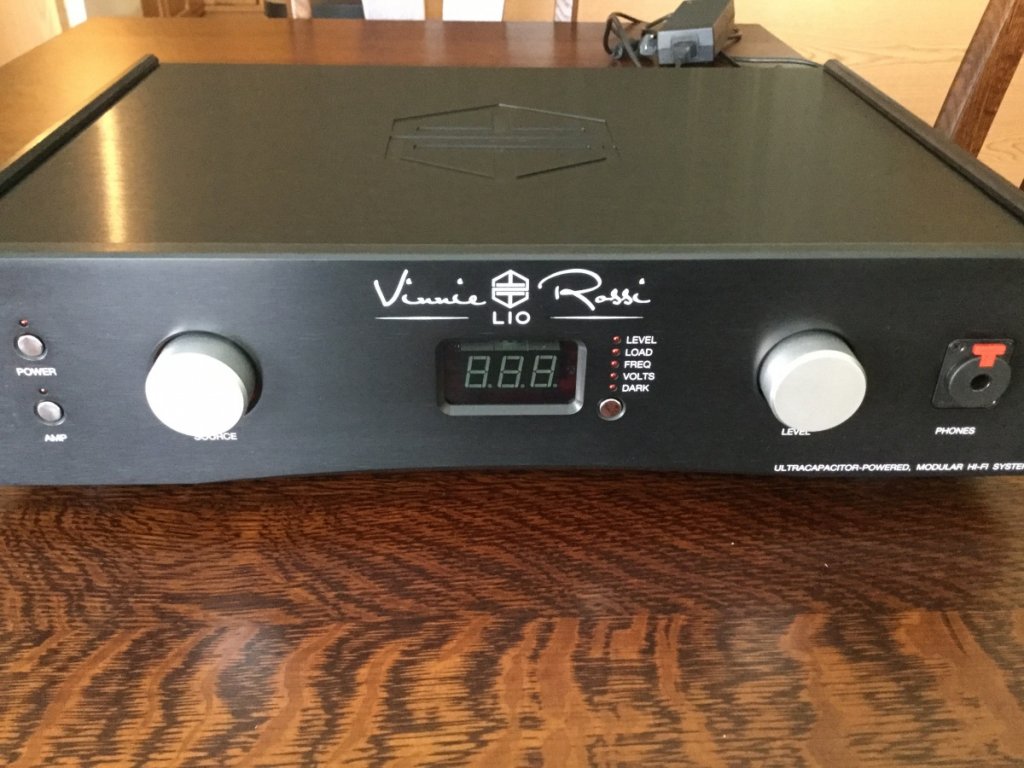 Vinnie Rossi
LIO
POWER
AMP
SOURCE
8.8.8.
LEVEL
LOAD
FREQ
VOLTS
DARK
LEVEL
PHONES
ULTRACAPACITOR-POWERED, MODULAR HI-FI SYSTEM